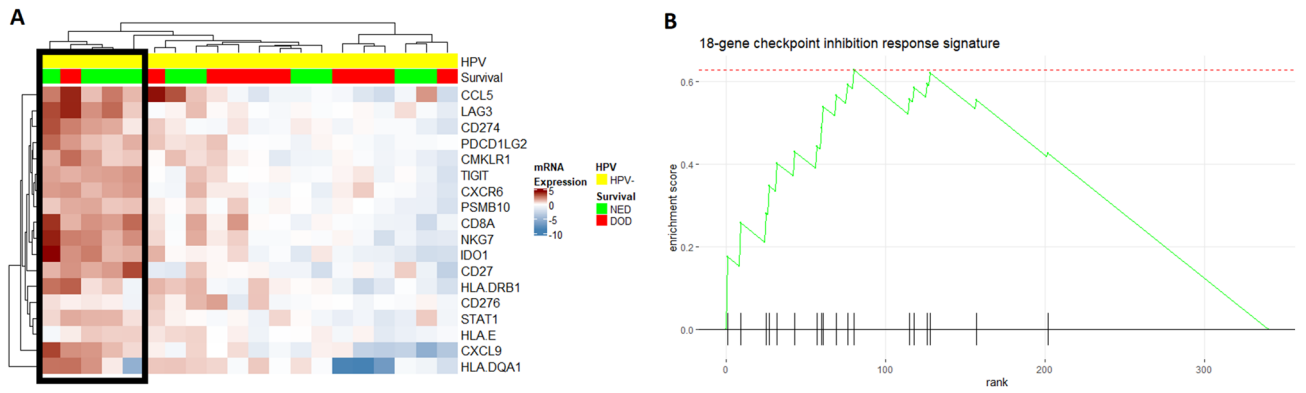 A
HPV
Survival
CCL5
LAG3
CD274
PDCD1LG2
CMKLR1
TIGIT
CXCR6
PSMB10
CD8A
NKG7
IDO1
CD27
HLA.DRB1
CD276
STAT1
HLA.E
CXCL9
HLA.DQA1
mRNA
Expression
5
0
-5
-10
HPV
HPV-
Survival
NED
DOD
B
18-gene checkpoint inhibition response signature
enrichment score
0.6
0.4
0.2
0.0
0
100
200
300
rank